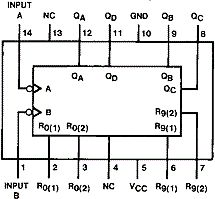 INPUT
A NC QA QD GND QB QC
14 13 12 11 10 9 8
QA QD QB
A QC
B R9(2)
R0(1) R0(2) R9(1)
1 2 3 4 5 6 7
INPUT
B R0(1) R0(2) NC VCC R9(1) R9(2)